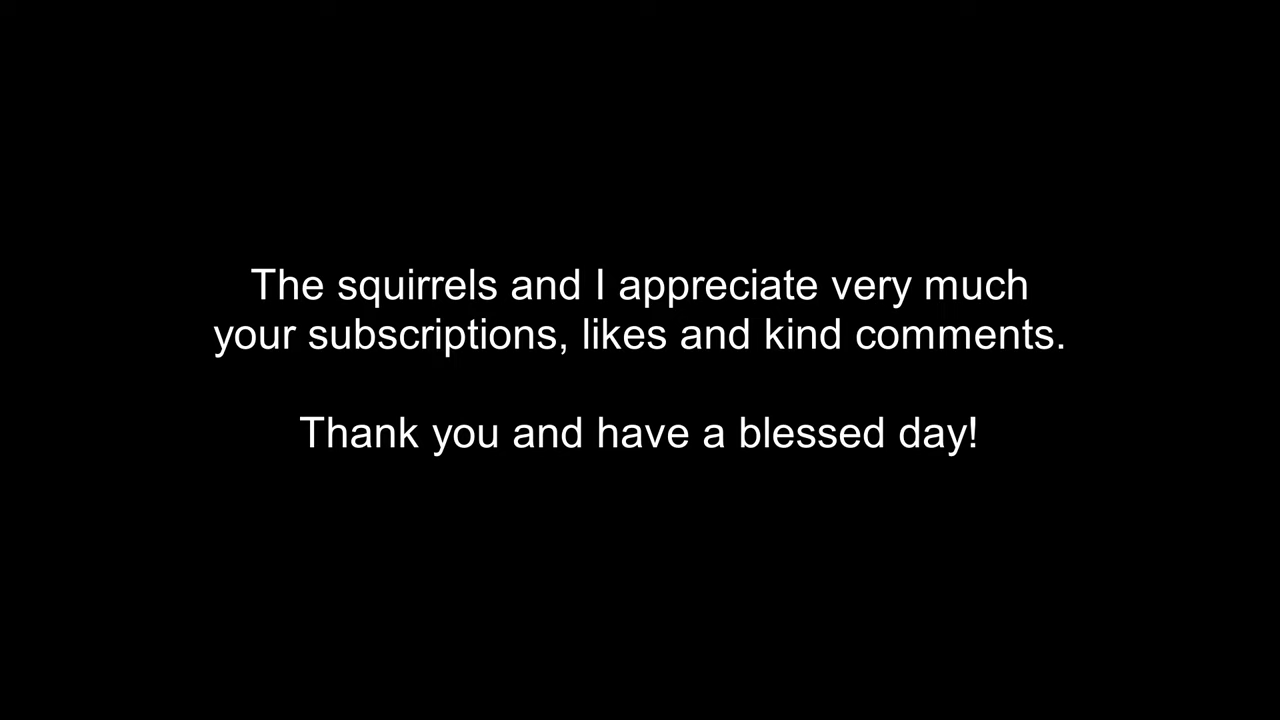 The squirrels and I appreciate very much
your subscriptions, likes and kind comments.
Thank you and have a blessed day!